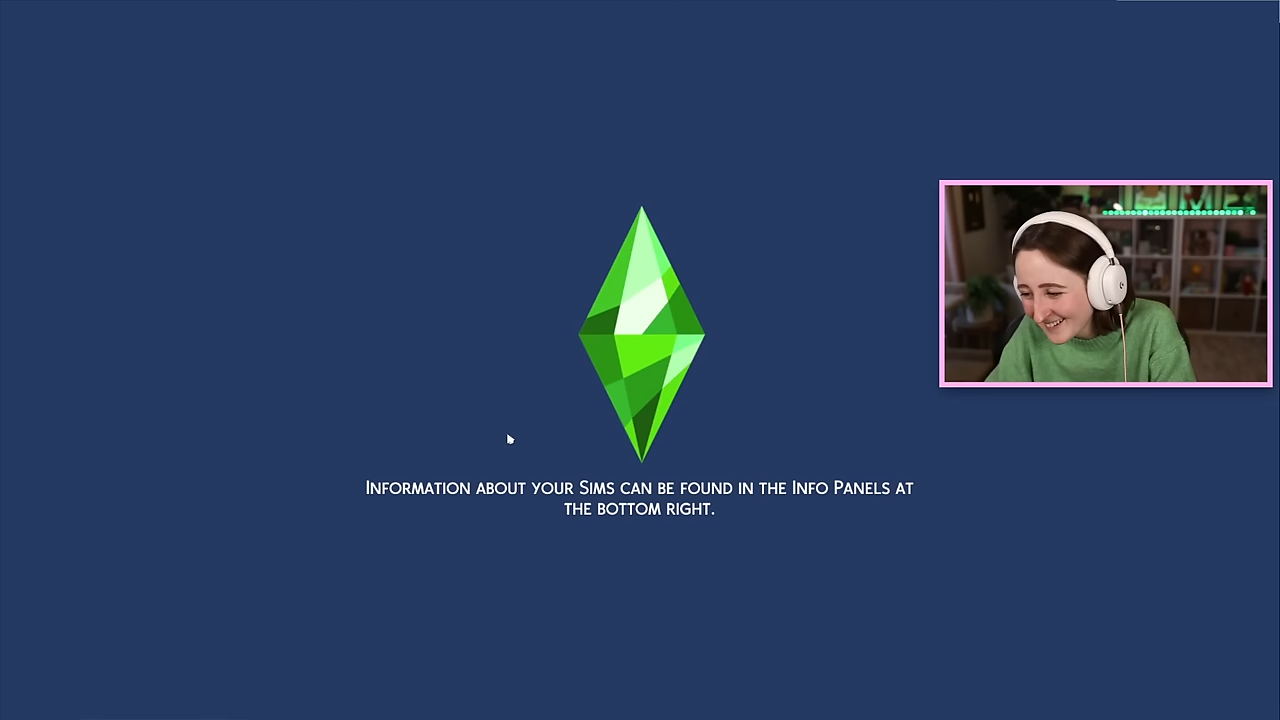 Information about your Sims can be found in the Info Panels at
the bottom right.